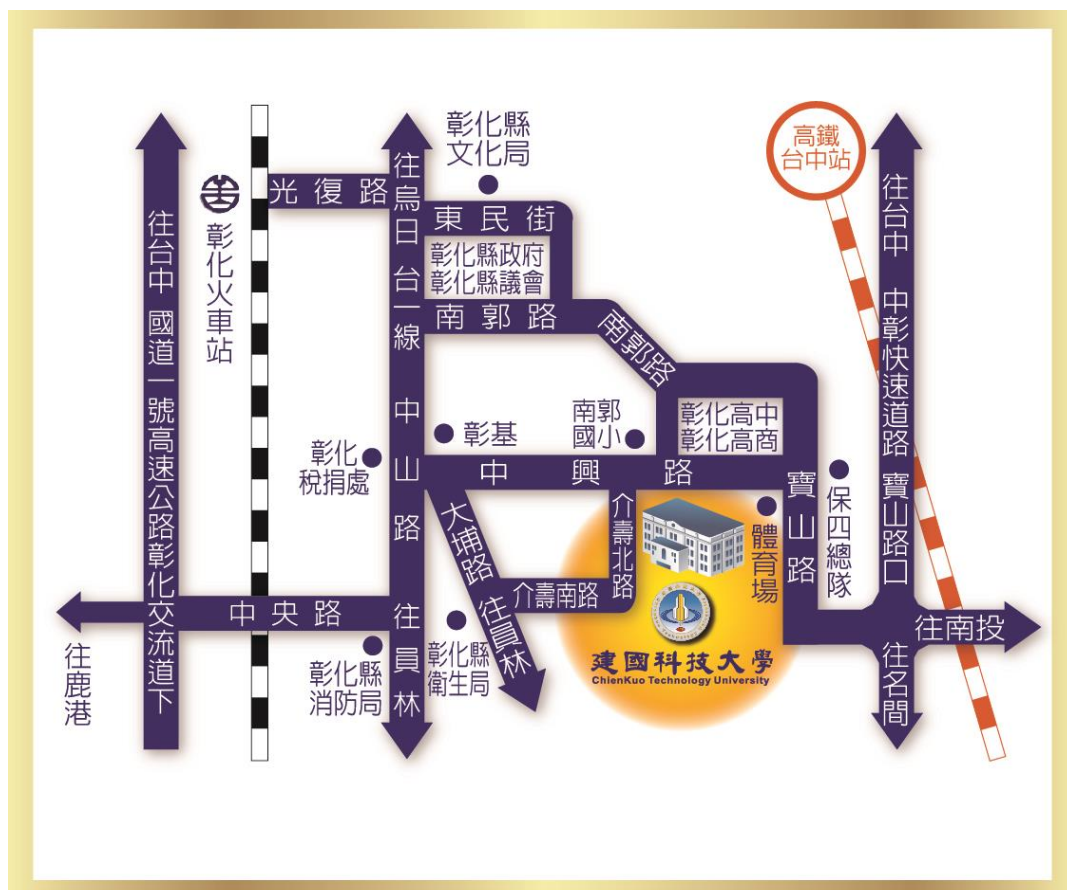 彰化縣
文化局
高鐵
台中站
光復路
東民街
彰化縣政府
彰化縣議會
南郭路
南郭路
彰化火車站
往台中 國道一號高速公路彰化交流道下
往烏日 台一線 中山路 往員林
往台中 中彰快速道路 寶山路口
彰基
南郭
國小
彰化高中
彰化高商
彰化
稅捐處
中興路
寶山路
保四總隊
體育場
大埔路 往員林
介壽北路
介壽南路
中央路
往鹿港
彰化縣
消防局
彰化縣
衛生局
建國科技大學
ChienKuo Technology University
往南投
往名間